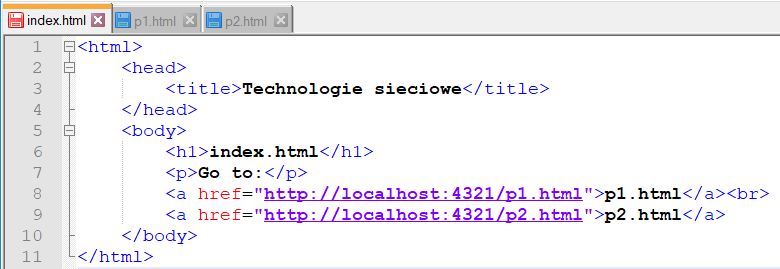 index.html p1.html p2.html
1 <html>
2 <head>
3 <title>Technologie sieciowe</title>
4 </head>
5 <body>
6 <h1>index.html</h1>
7 <p>Go to:</p>
8 <a href="http://localhost:4321/p1.html">p1.html</a><br>
9 <a href="http://localhost:4321/p2.html">p2.html</a>
10 </body>
11 </html>